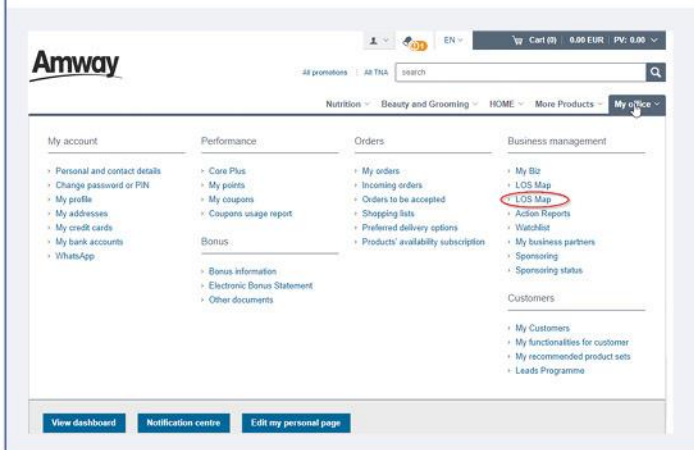 EN
Cart (0) 0.00 EUR PV: 0.00
Amway
All promotions All TNA search
Nutrition Beauty and Grooming HOME More Products My office
My account
Personal and contact details
Change password or PIN
My profile
My addresses
My credit cards
My bank accounts
WhatsApp
Performance
Core Plus
My points
My coupons
Coupons usage report
Bonus
Bonus information
Electronic Bonus Statement
Other documents
Orders
My orders
Incoming orders
Orders to be accepted
Shopping lists
Preferred delivery options
Products' availability subscription
Business management
My Biz
LOS Map
LOS Map
Action Reports
Watchlist
My business partners
Sponsoring
Sponsoring status
Customers
My Customers
My functionalities for customer
My recommended product sets
Leads Programme
View dashboard Notification centre Edit my personal page